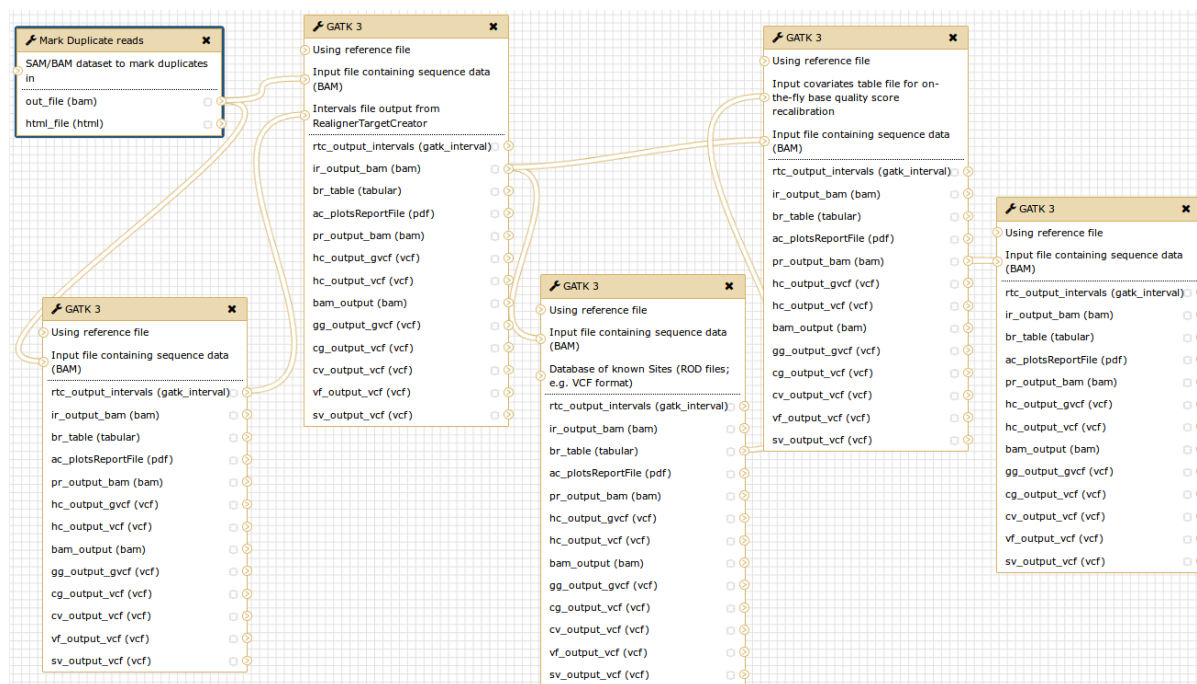 Mark Duplicate reads
SAM/BAM dataset to mark duplicates
in
out_file (bam)
html_file (html)
GATK 3
Using reference file
Input file containing sequence data
(BAM)
Intervals file output from
RealignerTargetCreator
rtc_output_intervals (gatk_interval)
ir_output_bam (bam)
br_table (tabular)
ac_plotsReportFile (pdf)
pr_output_bam (bam)
hc_output_gvcf (vcf)
hc_output_vcf (vcf)
bam_output (bam)
gg_output_gvcf (vcf)
cg_output_vcf (vcf)
cv_output_vcf (vcf)
vf_output_vcf (vcf)
sv_output_vcf (vcf)
GATK 3
Using reference file
Input covariates table file for on-
the-fly base quality score
recalibration
Input file containing sequence data
(BAM)
rtc_output_intervals (gatk_interval)
ir_output_bam (bam)
br_table (tabular)
ac_plotsReportFile (pdf)
pr_output_bam (bam)
hc_output_gvcf (vcf)
hc_output_vcf (vcf)
bam_output (bam)
gg_output_gvcf (vcf)
cg_output_vcf (vcf)
cv_output_vcf (vcf)
vf_output_vcf (vcf)
sv_output_vcf (vcf)
GATK 3
Using reference file
Input file containing sequence data
(BAM)
rtc_output_intervals (gatk_interval)
ir_output_bam (bam)
br_table (tabular)
ac_plotsReportFile (pdf)
pr_output_bam (bam)
hc_output_gvcf (vcf)
hc_output_vcf (vcf)
bam_output (bam)
gg_output_gvcf (vcf)
cg_output_vcf (vcf)
cv_output_vcf (vcf)
vf_output_vcf (vcf)
sv_output_vcf (vcf)
GATK 3
Using reference file
Input file containing sequence data
(BAM)
Database of known Sites (ROD files;
e.g. VCF format)
rtc_output_intervals (gatk_interval)
ir_output_bam (bam)
br_table (tabular)
ac_plotsReportFile (pdf)
pr_output_bam (bam)
hc_output_gvcf (vcf)
hc_output_vcf (vcf)
bam_output (bam)
gg_output_gvcf (vcf)
cg_output_vcf (vcf)
cv_output_vcf (vcf)
vf_output_vcf (vcf)
sv_output_vcf (vcf)
GATK 3
Using reference file
Input file containing sequence data
(BAM)
rtc_output_intervals (gatk_interval)
ir_output_bam (bam)
br_table (tabular)
ac_plotsReportFile (pdf)
pr_output_bam (bam)
hc_output_gvcf (vcf)
hc_output_vcf (vcf)
bam_output (bam)
gg_output_gvcf (vcf)
cg_output_vcf (vcf)
cv_output_vcf (vcf)
vf_output_vcf (vcf)
sv_output_vcf (vcf)